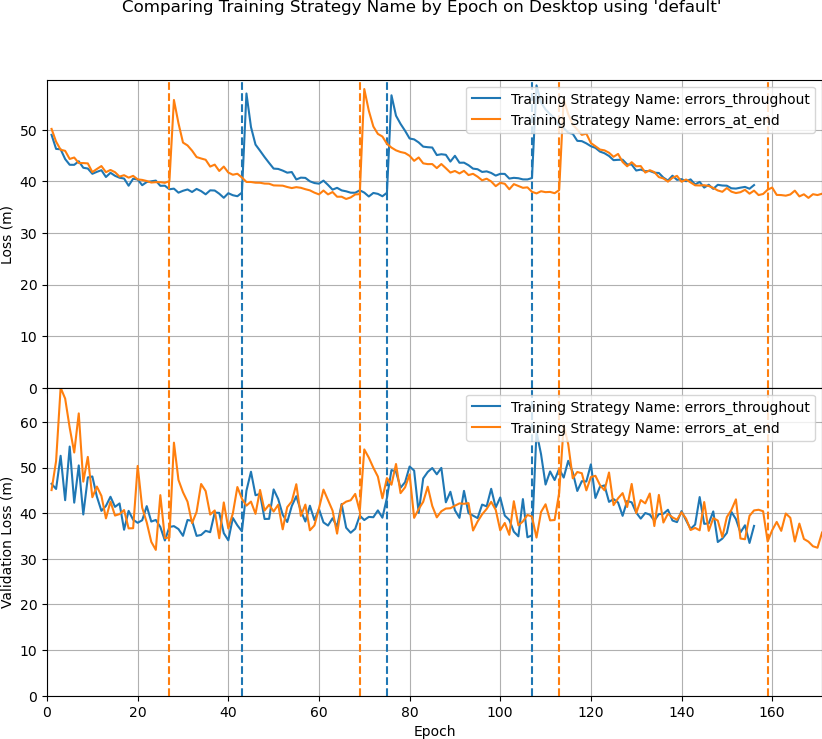 Comparing Training Strategy Name by Epoch on Desktop using 'default'
Loss (m)
50
40
30
20
10
0
Training Strategy Name: errors_throughout
Training Strategy Name: errors_at_end
Validation Loss (m)
60
50
40
30
20
10
0
Training Strategy Name: errors_throughout
Training Strategy Name: errors_at_end
0 20 40 60 80 100 120 140 160
Epoch